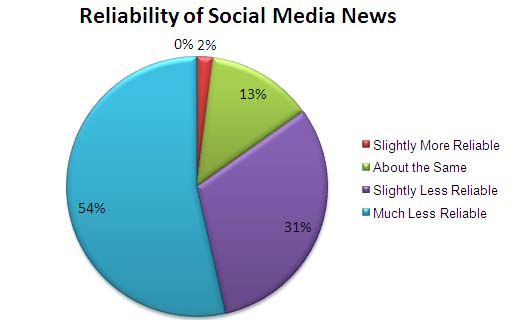 Reliability of Social Media News
0% 2%
13%
31%
54%
Slightly More Reliable
About the Same
Slightly Less Reliable
Much Less Reliable